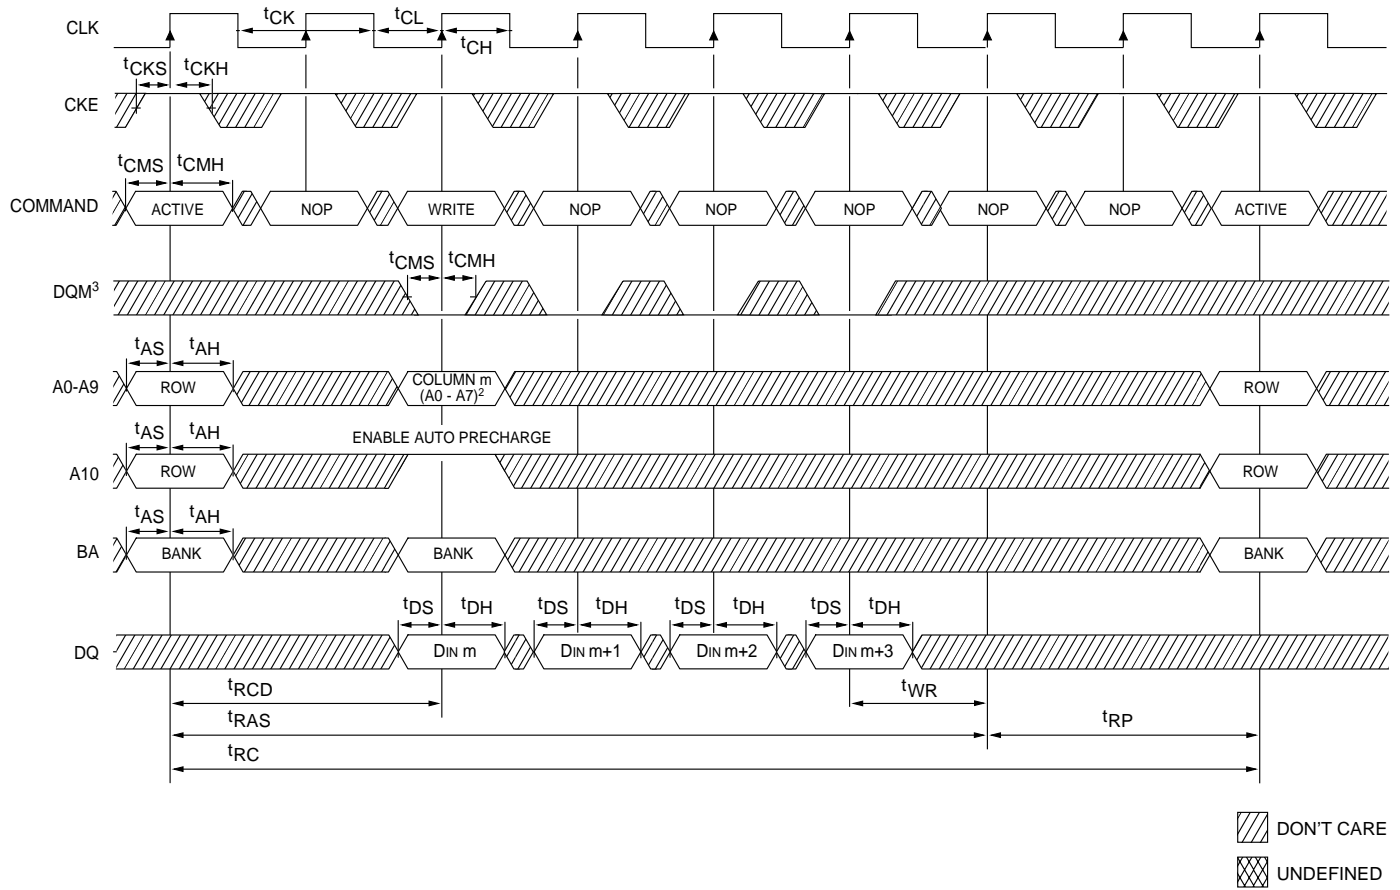 CLK tCK tCL tCH
CKE tCKS tCKH
COMMAND tCMS tCMH ACTIVE NOP WRITE NOP NOP NOP NOP NOP ACTIVE
DQM3 tCMS tCMH
A0-A9 tAS tAH ROW COLUMN m (A0 - A7)2 ROW
ENABLE AUTO PRECHARGE
A10 tAS tAH ROW ROW
BA tAS tAH BANK BANK BANK
tDS tDH tDS tDH tDS tDH tDS tDH
DQ DIN m DIN m+1 DIN m+2 DIN m+3
tRCD tWR
tRAS tRP
tRC
DON'T CARE
UNDEFINED